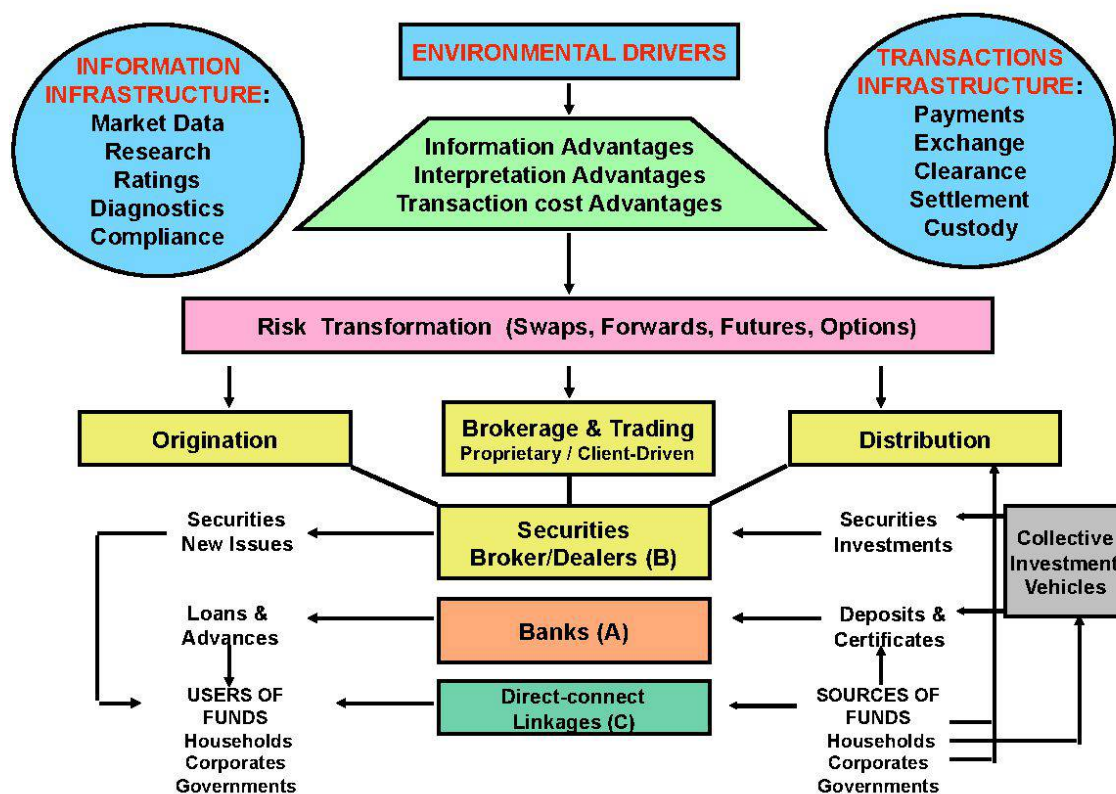 INFORMATION
INFRASTRUCTURE:
Market Data
Research
Ratings
Diagnostics
Compliance
ENVIRONMENTAL DRIVERS
TRANSACTIONS
INFRASTRUCTURE:
Payments
Exchange
Clearance
Settlement
Custody
Information Advantages
Interpretation Advantages
Transaction cost Advantages
Risk Transformation (Swaps, Forwards, Futures, Options)
Origination
Brokerage & Trading
Proprietary / Client-Driven
Distribution
Securities
New Issues
Securities
Broker/Dealers (B)
Securities
Investments
Collective
Investment
Vehicles
Loans &
Advances
Banks (A)
Deposits &
Certificates
USERS OF
FUNDS
Households
Corporates
Governments
Direct-connect
Linkages (C)
SOURCES OF
FUNDS
Households
Corporates
Governments